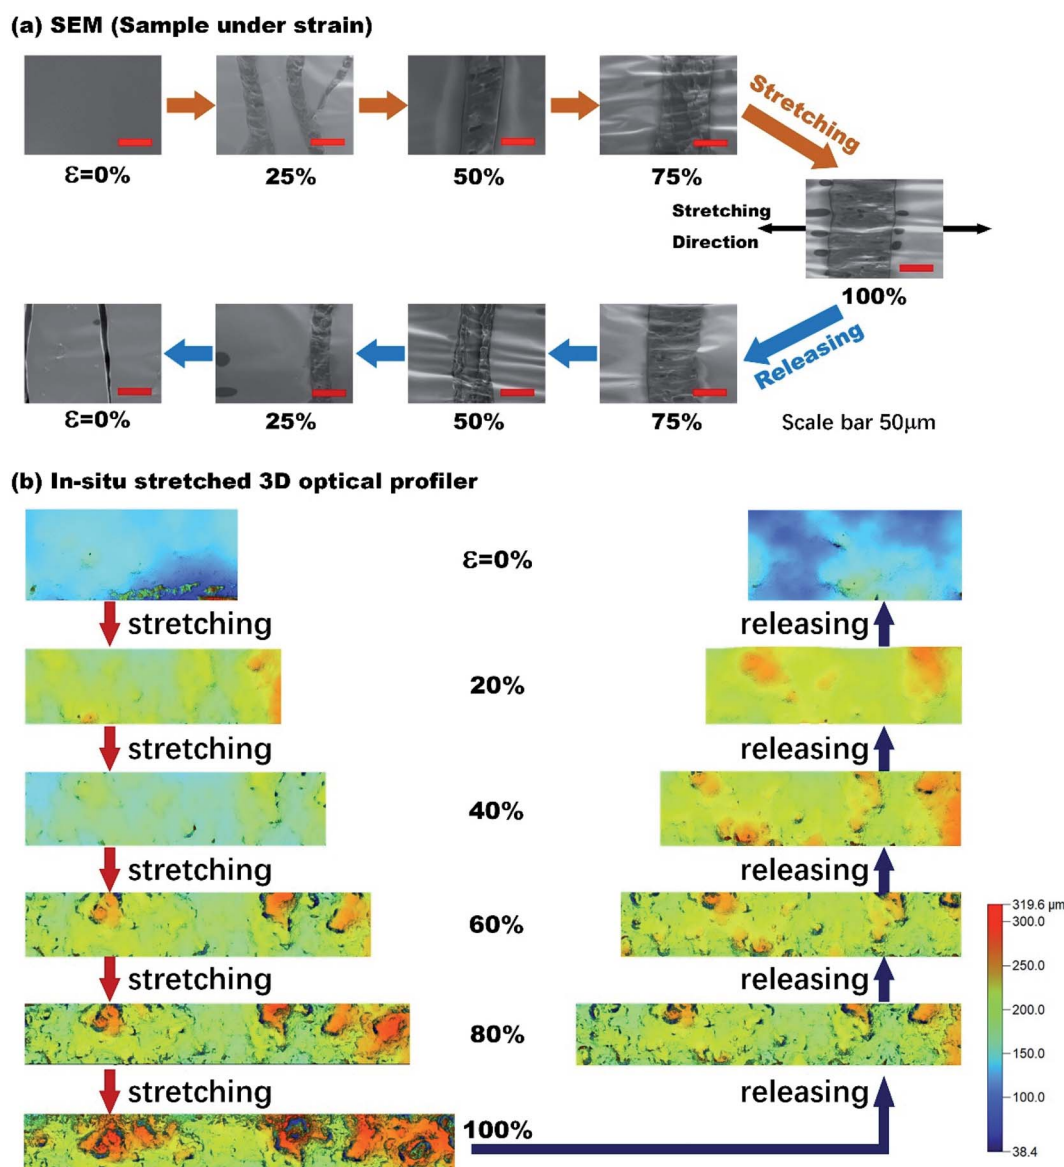 (a) SEM (Sample under strain)
Ɛ=0%
25%
50%
75%
Stretching
Stretching
Direction
100%
Releasing
Ɛ=0%
25%
50%
75%
Scale bar 50μm
(b) In-situ stretched 3D optical profiler
Ɛ=0%
stretching
releasing
20%
stretching
releasing
40%
stretching
releasing
60%
stretching
releasing
80%
stretching
releasing
100%
319.6 μm
300.0
250.0
200.0
150.0
100.0
38.4